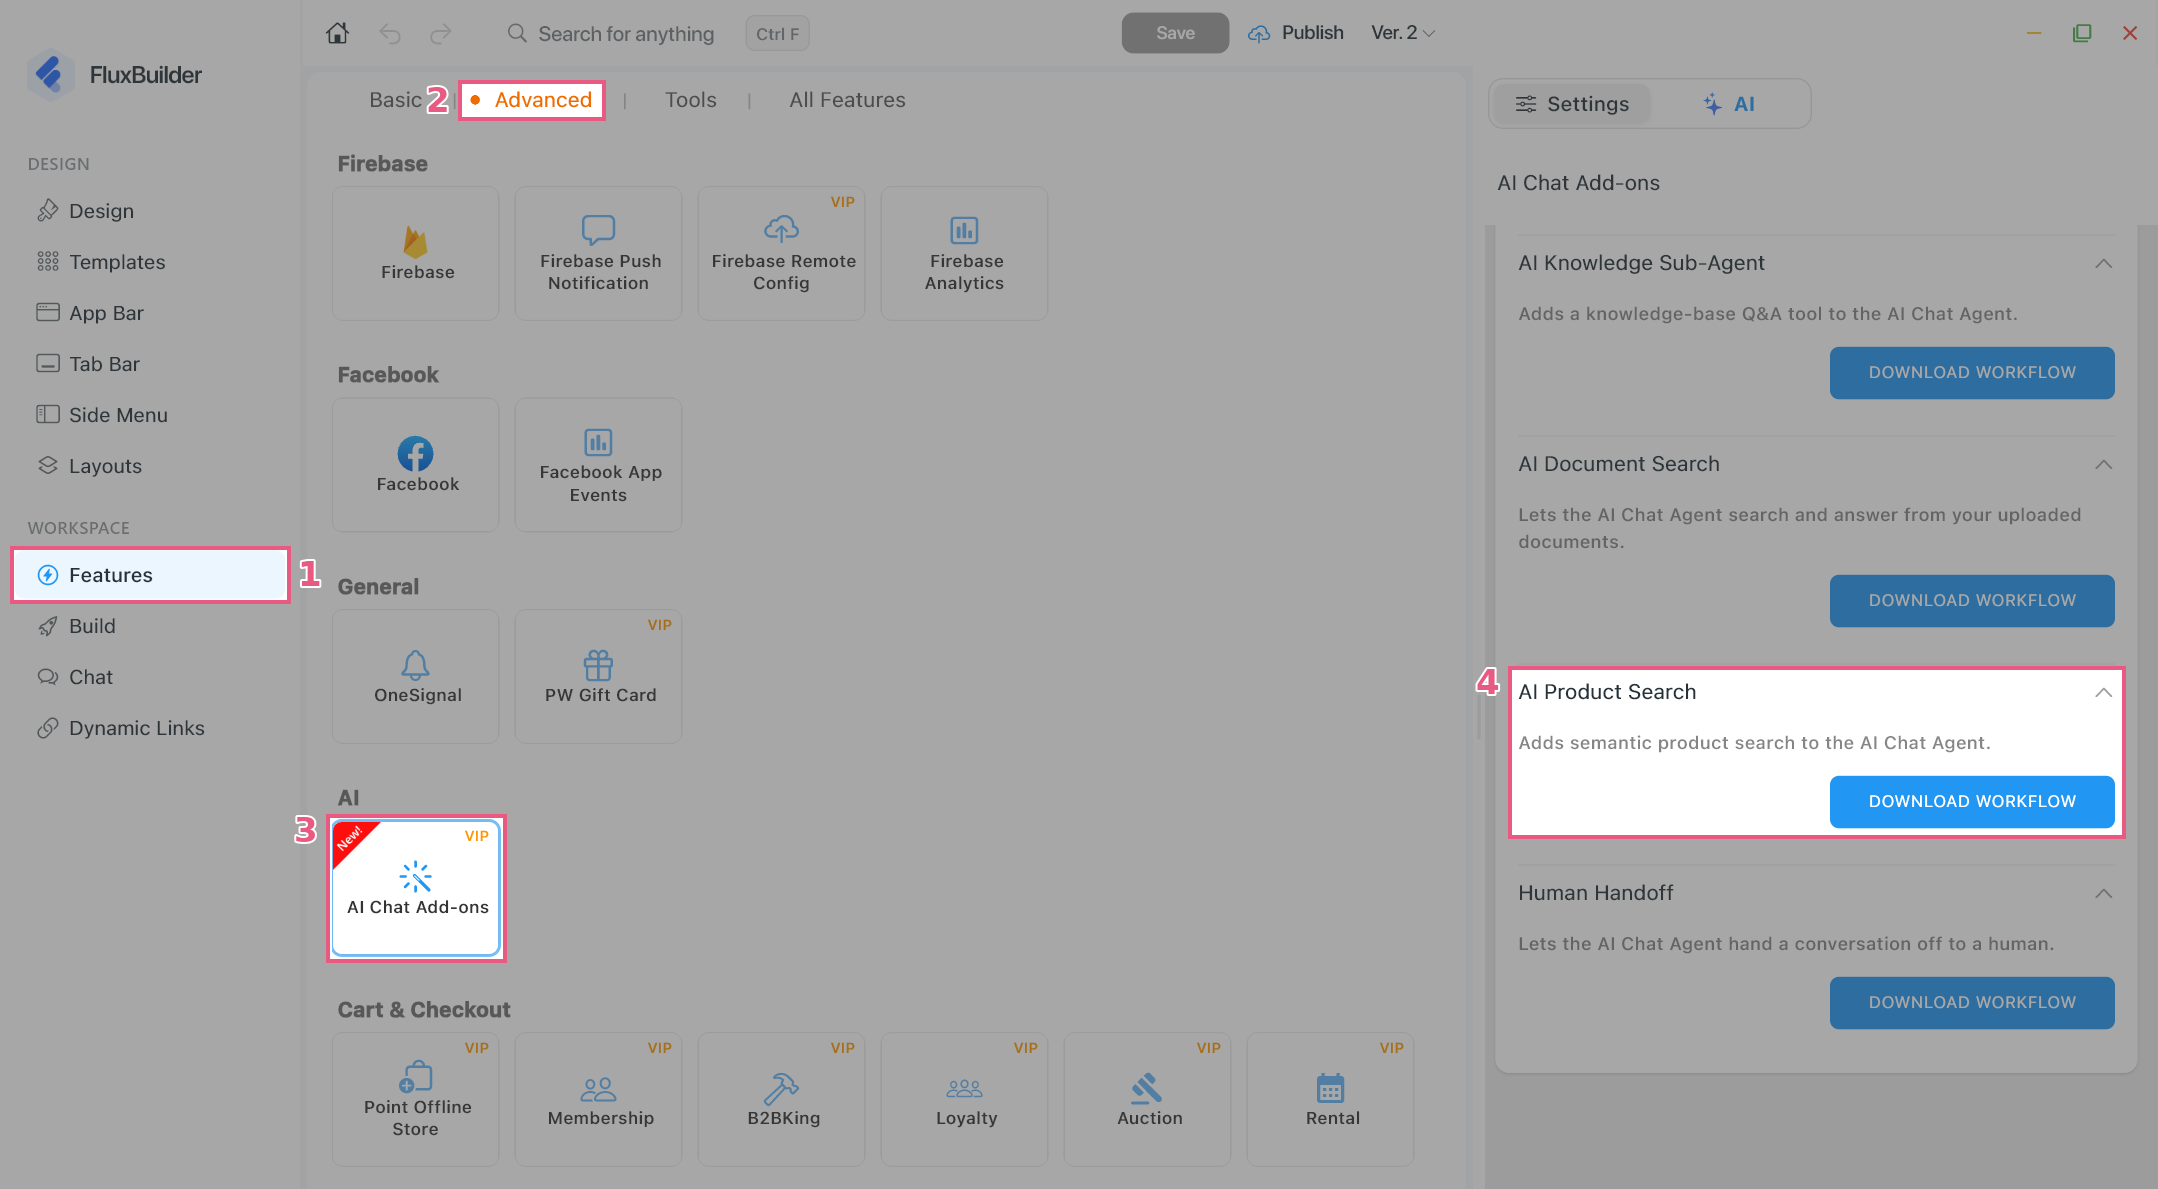 FluxBuilder
Search for anything
Ctrl F
Save
Publish
Ver. 2
DESIGN
Design
Templates
App Bar
Tab Bar
Side Menu
Layouts
WORKSPACE
Features
1
Build
Chat
Dynamic Links
Basic
2
Advanced
Tools
All Features
Firebase
Firebase
Firebase Push
Notification
VIP
Firebase Remote
Config
Firebase
Analytics
Facebook
Facebook
Facebook App
Events
General
OneSignal
VIP
PW Gift Card
AI
3
New!
VIP
AI Chat Add-ons
Cart & Checkout
VIP
Point Offline
Store
VIP
Membership
VIP
B2BKing
VIP
Loyalty
VIP
Auction
VIP
Rental
Settings
AI
AI Chat Add-ons
AI Knowledge Sub-Agent
Adds a knowledge-base Q&A tool to the AI Chat Agent.
DOWNLOAD WORKFLOW
AI Document Search
Lets the AI Chat Agent search and answer from your uploaded
documents.
DOWNLOAD WORKFLOW
4
AI Product Search
Adds semantic product search to the AI Chat Agent.
DOWNLOAD WORKFLOW
Human Handoff
Lets the AI Chat Agent hand a conversation off to a human.
DOWNLOAD WORKFLOW